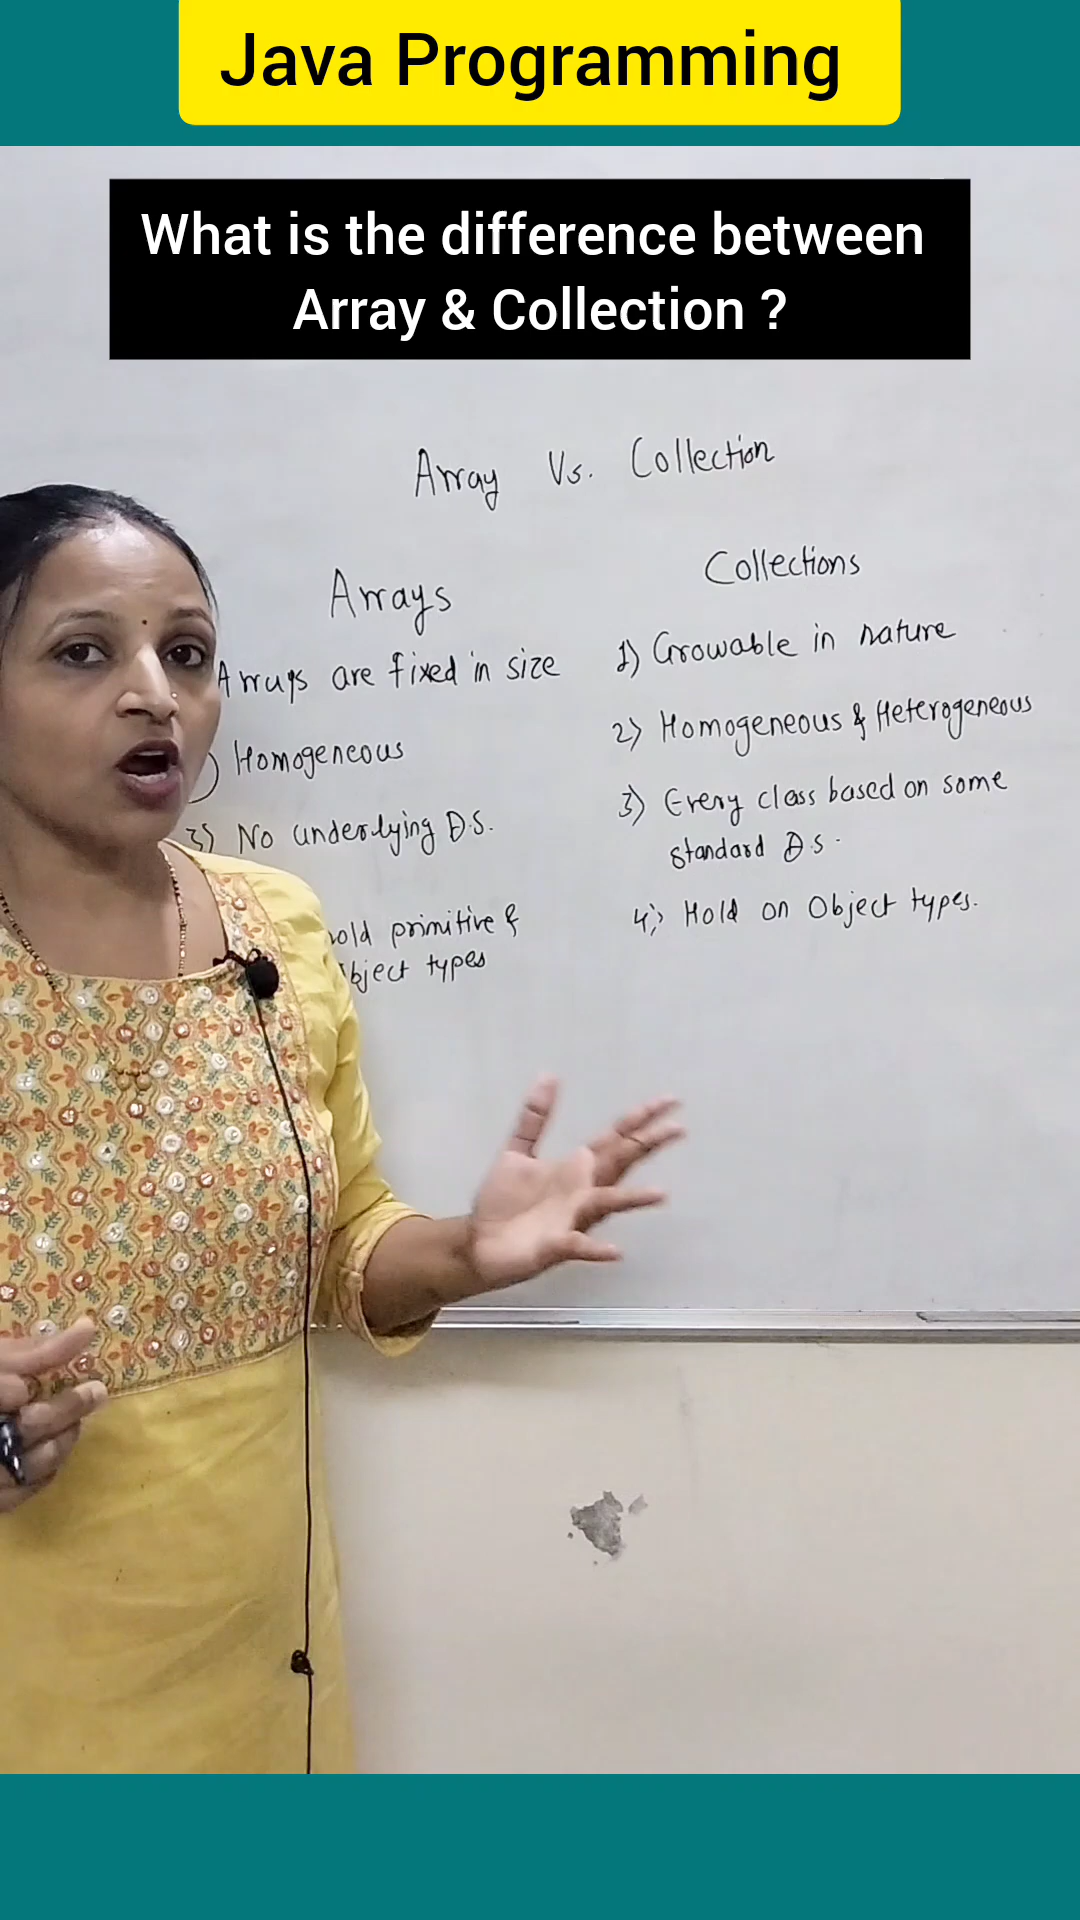 Java Programming
What is the difference between
Array & Collection ?
Array Vs. Collection
Arrays
Arrays are fixed in size
) Homogeneous
3) No underlying D.S.
hold primitive &
object types
Collections
1) Growable in nature
2) Homogeneous & Heterogeneous
3) Every class based on some
standard D.S.
4) Hold on Object types.